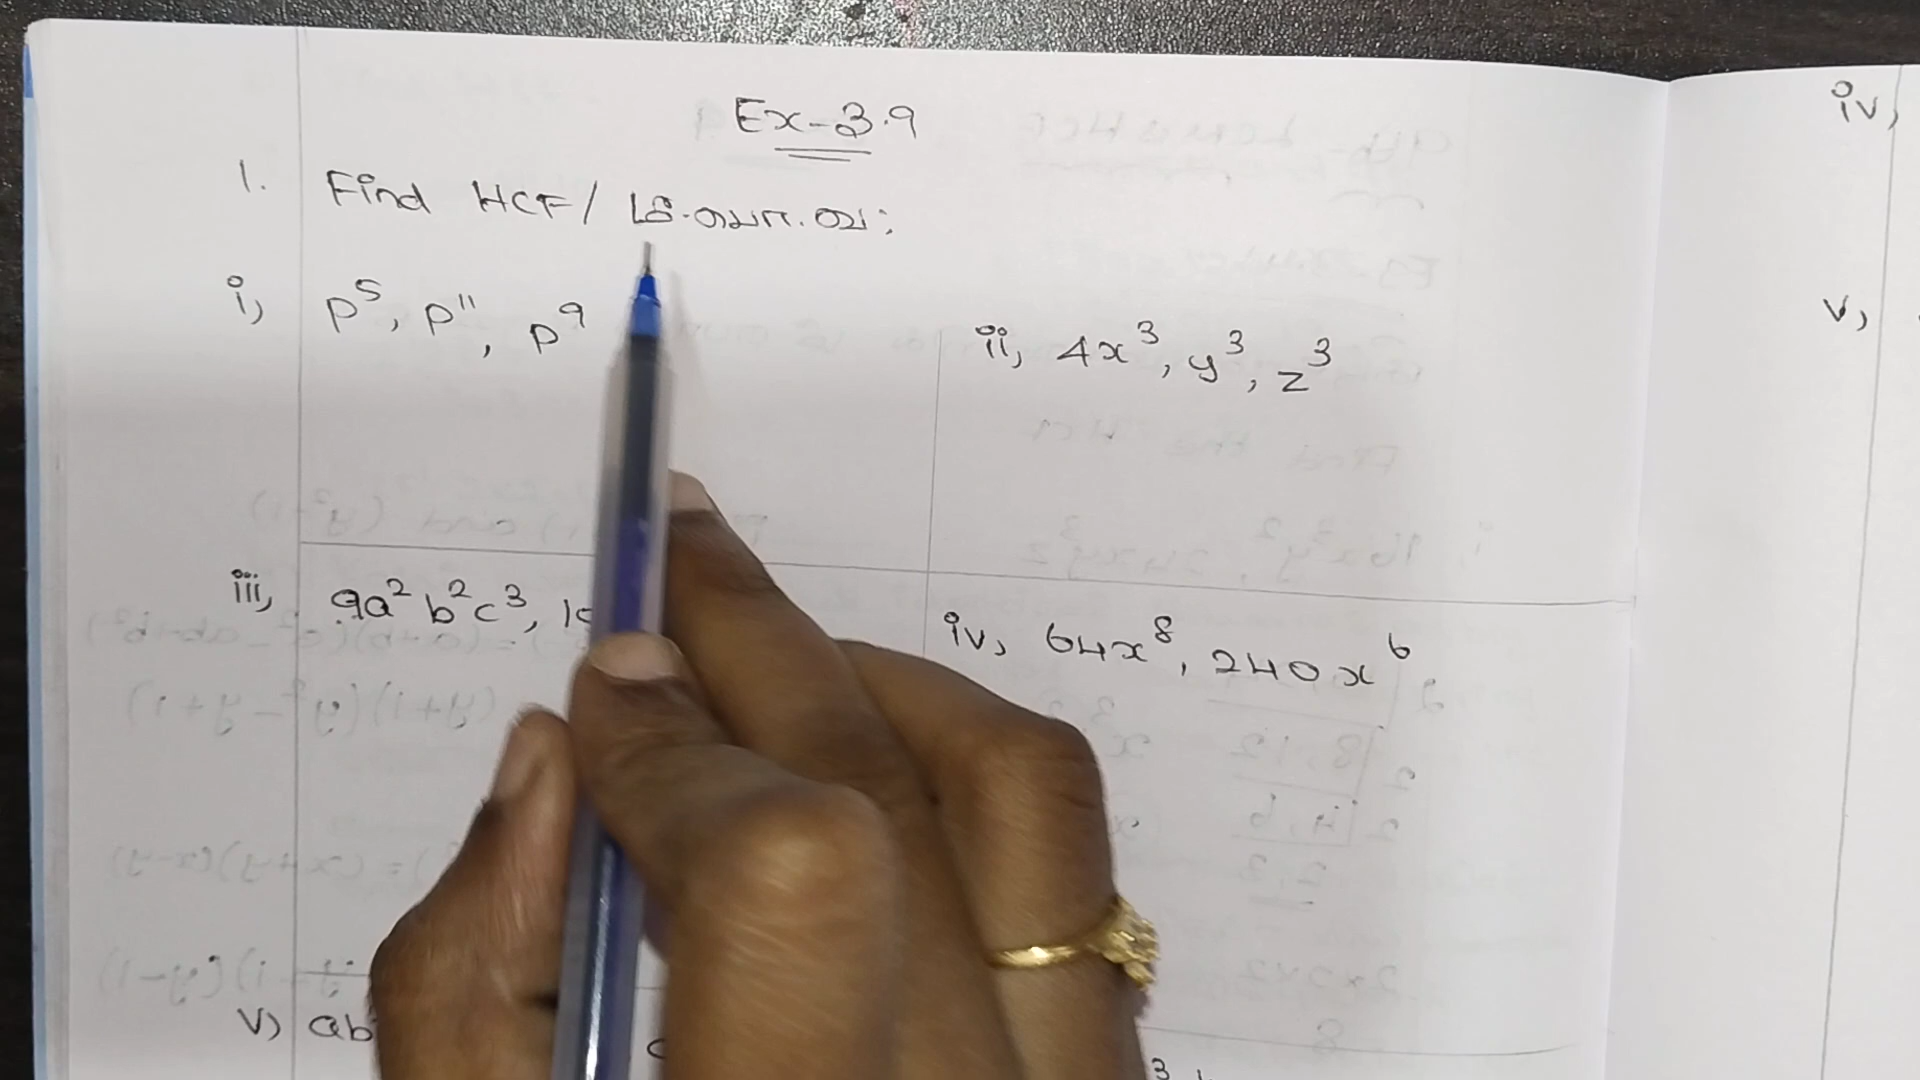 Ex-3.9
1. Find HCF / மீ.பொ.வ:
i, p⁵, p¹¹, p⁹
ii, 4x³, y³, z³
iii, 9a²b²c³,
iv, 64x⁸, 240x⁶
v) ab
iv,
v,